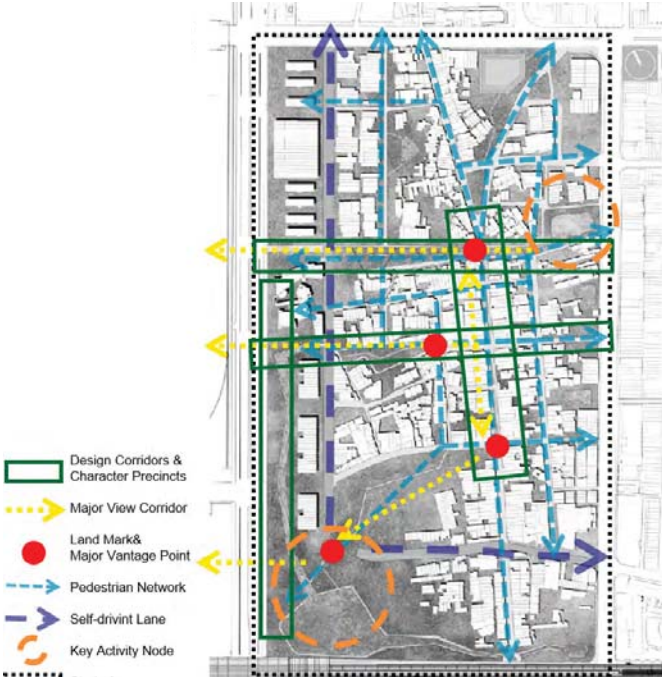 Design Corridors &
Character Precincts
Major View Corridor
Land Mark&
Major Vantage Point
Pedestrian Network
Self-drivint Lane
Key Activity Node